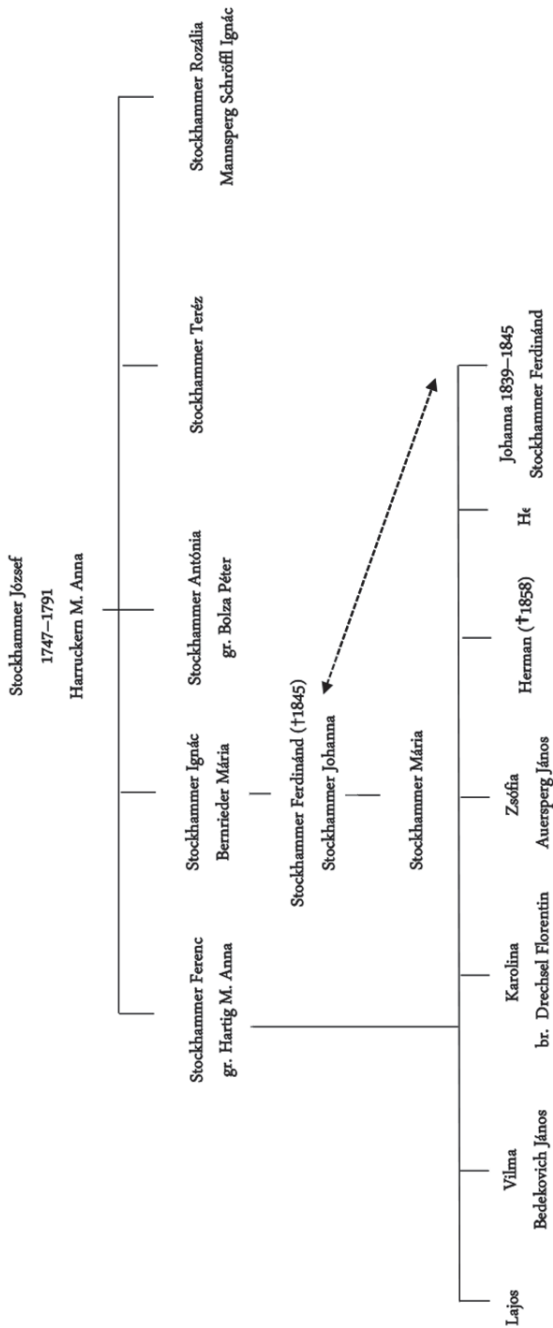 Stockhammer József
1747–1791
Harruckern M. Anna
Stockhammer Ferenc
gr. Hartig M. Anna
Stockhammer Ignác
Bernrieder Mária
Stockhammer Antónia
gr. Bolza Péter
Stockhammer Teréz
Stockhammer Rozália
Mannsperg Schröffl Ignác
Stockhammer Ferdinánd (†1845)
Stockhammer Johanna
Stockhammer Mária
Lajos
Vilma
Bedekovich János
Karolina
br. Drechsel Florentin
Zsófia
Auersperg János
Herman (†1858)
He
Johanna 1839–1845
Stockhammer Ferdinánd